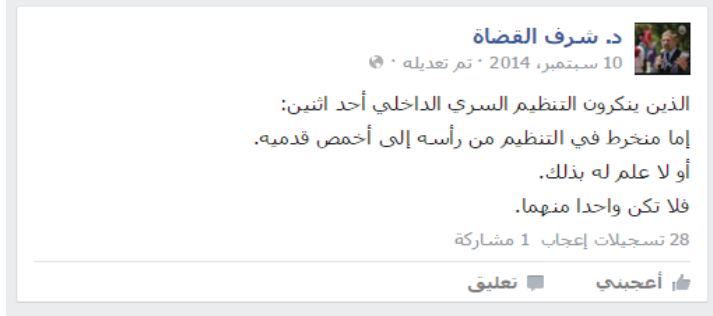 د. شرف القضاة
10 سبتمبر، 2014 · تم تعديله ·
الذين ينكرون التنظيم السري الداخلي أحد اثنين:
إما منخرط في التنظيم من رأسه إلى أخمص قدميه.
أو لا علم له بذلك.
فلا تكن واحدا منهما.
28 تسجيلات إعجاب 1 مشاركة
أعجبني تعليق